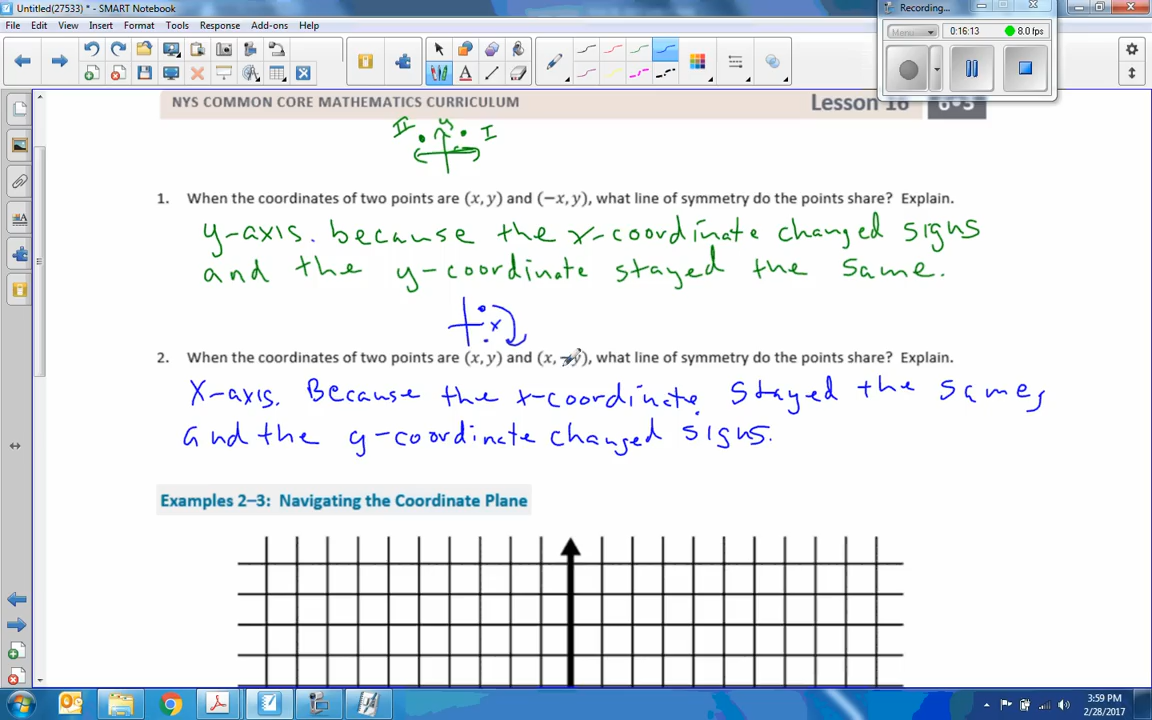 Untitled(27533) * - SMART Notebook
Recording...
File Edit View Insert Format Tools Response Add-ons Help
Menu
0:16:13
8.0 fps
NYS COMMON CORE MATHEMATICS CURRICULUM
Lesson 16
II y I
1. When the coordinates of two points are (x, y) and (−x, y), what line of symmetry do the points share? Explain.
y-axis. because the x-coordinate changed signs
and the y-coordinate stayed the same.
x
2. When the coordinates of two points are (x, y) and (x, −y), what line of symmetry do the points share? Explain.
X-axis. Because the x-coordinate. stayed the same,
and the y-coordinate changed signs.
Examples 2–3: Navigating the Coordinate Plane
3:59 PM
2/28/2017